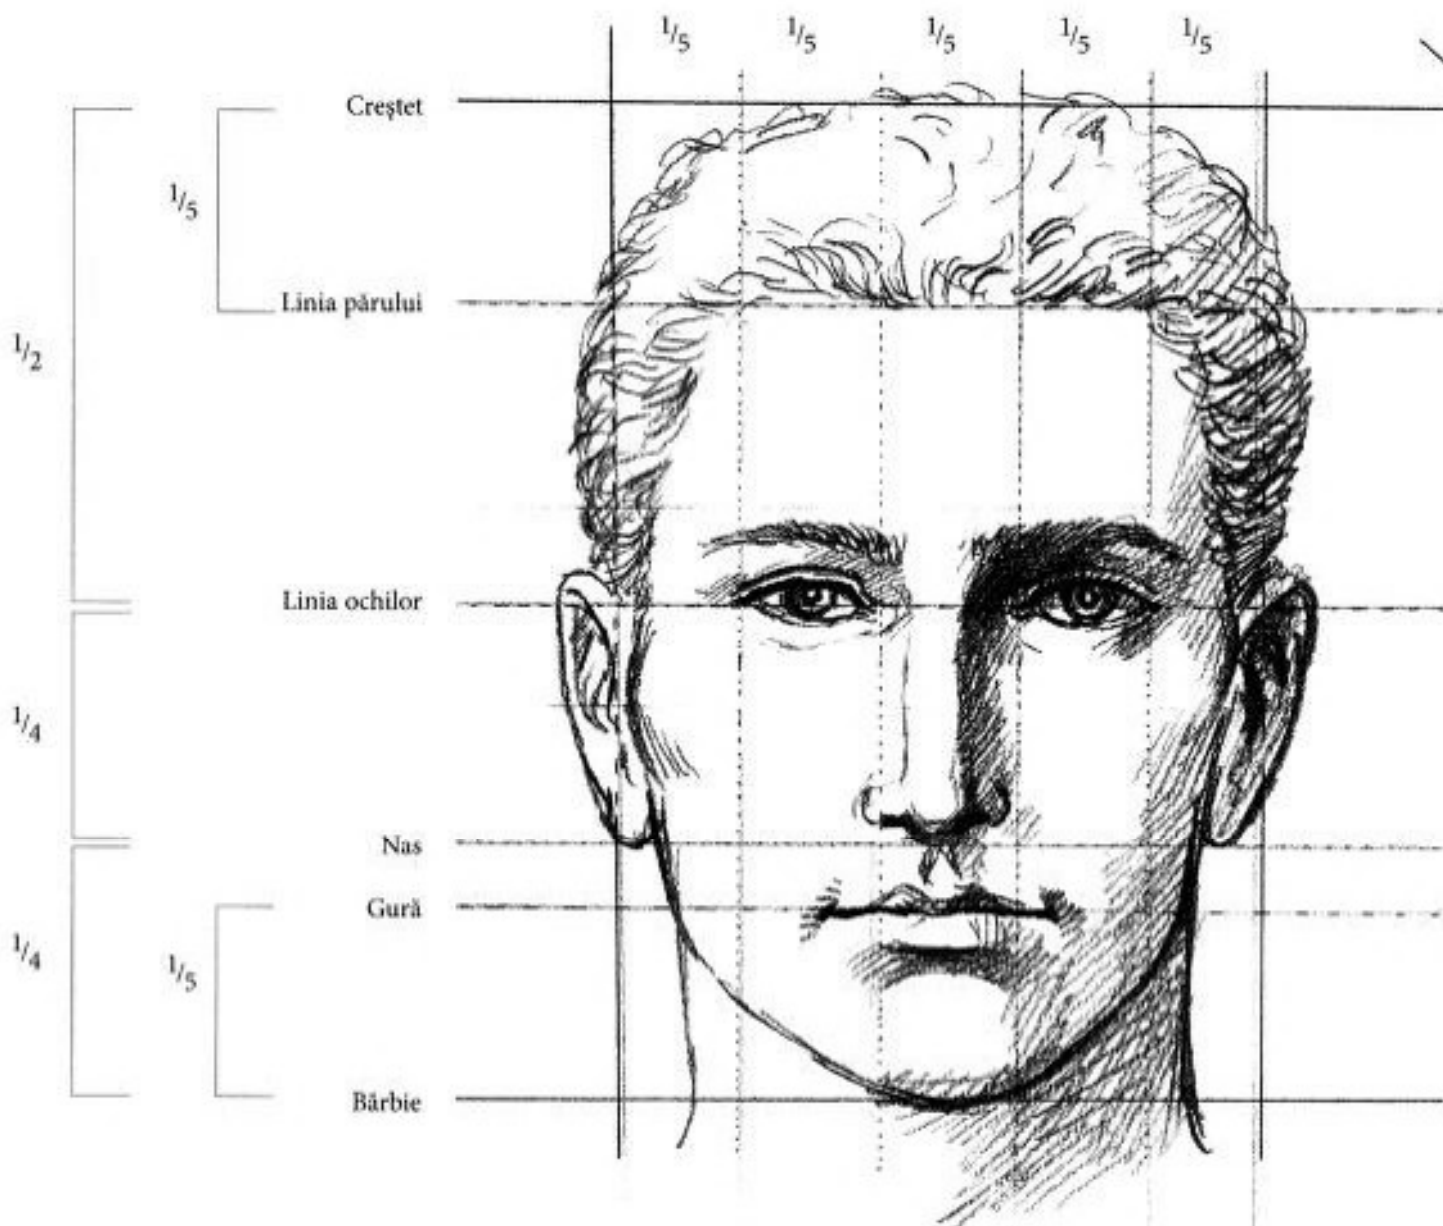 1/5 1/5 1/5 1/5 1/5
Creștet
1/5
Linia părului
1/2
Linia ochilor
1/4
Nas
Gură
1/4
1/5
Bărbie